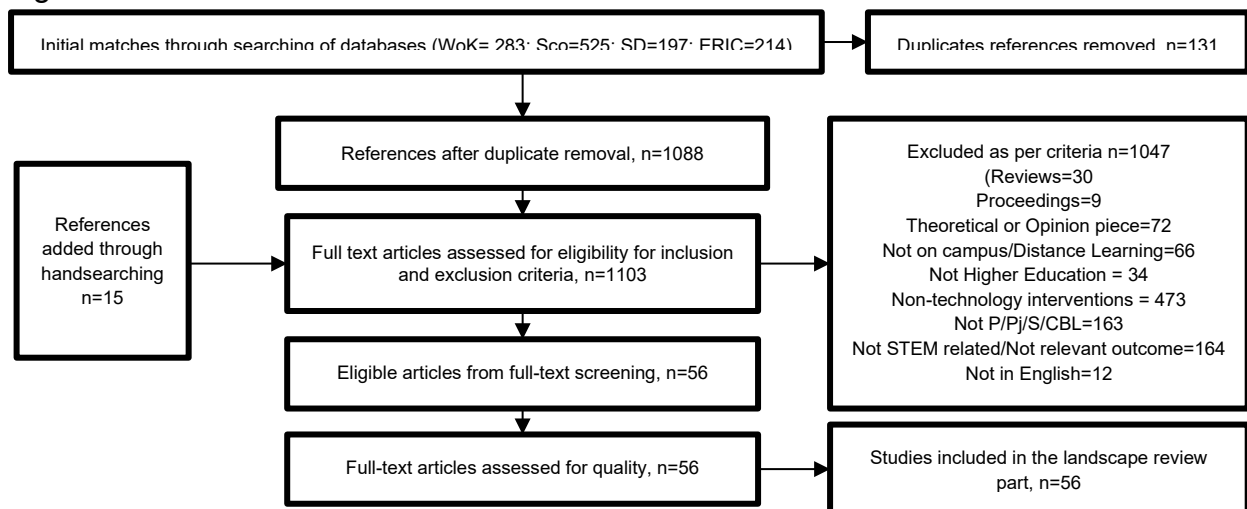 Initial matches through searching of databases (WoK= 283; Sco=525; SD=197; ERIC=214)
Duplicates references removed, n=131
References after duplicate removal, n=1088
References
added through
handsearching
n=15
Full text articles assessed for eligibility for inclusion
and exclusion criteria, n=1103
Excluded as per criteria n=1047
(Reviews=30
Proceedings=9
Theoretical or Opinion piece=72
Not on campus/Distance Learning=66
Not Higher Education = 34
Non-technology interventions = 473
Not P/Pj/S/CBL=163
Not STEM related/Not relevant outcome=164
Not in English=12
Eligible articles from full-text screening, n=56
Full-text articles assessed for quality, n=56
Studies included in the landscape review
part, n=56